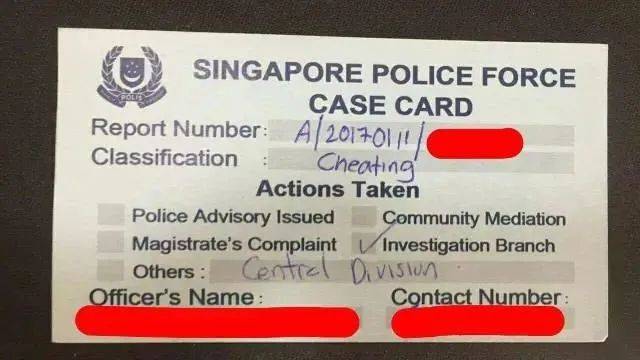 POLIS
SINGAPORE POLICE FORCE
CASE CARD
Report Number: A/20170111/
Classification : Cheating
Actions Taken
Police Advisory Issued Community Mediation
Magistrate's Complaint Investigation Branch
Others : Central Division
Officer's Name : Contact Number: